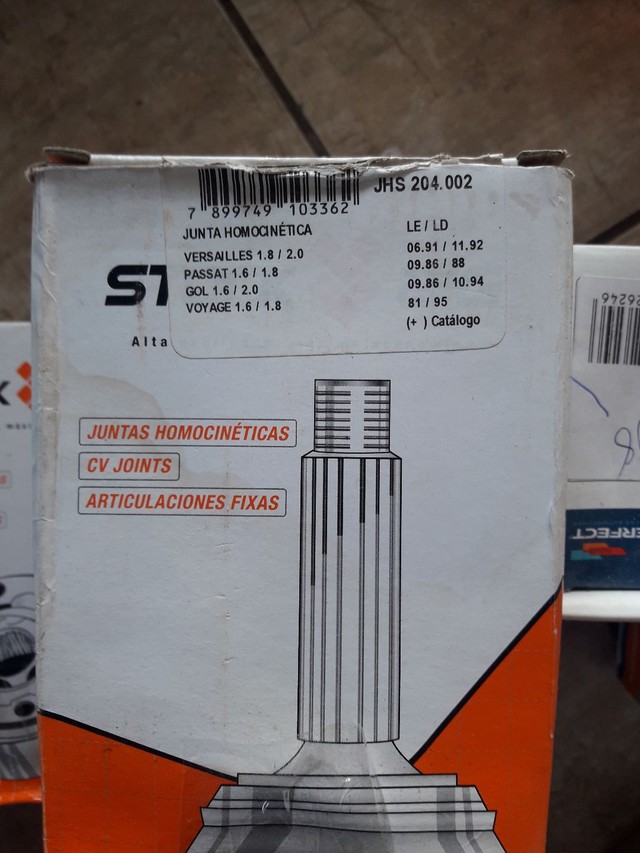 JHS 204.002
7 899749 103362
JUNTA HOMOCINÉTICA LE / LD
VERSAILLES 1.8 / 2.0 06.91 / 11.92
PASSAT 1.6 / 1.8 09.86 / 88
GOL 1.6 / 2.0 09.86 / 10.94
VOYAGE 1.6 / 1.8 81 / 95
(+ ) Catálogo
Alta
JUNTAS HOMOCINÉTICAS
CV JOINTS
ARTICULACIONES FIXAS
26246
ERFECT